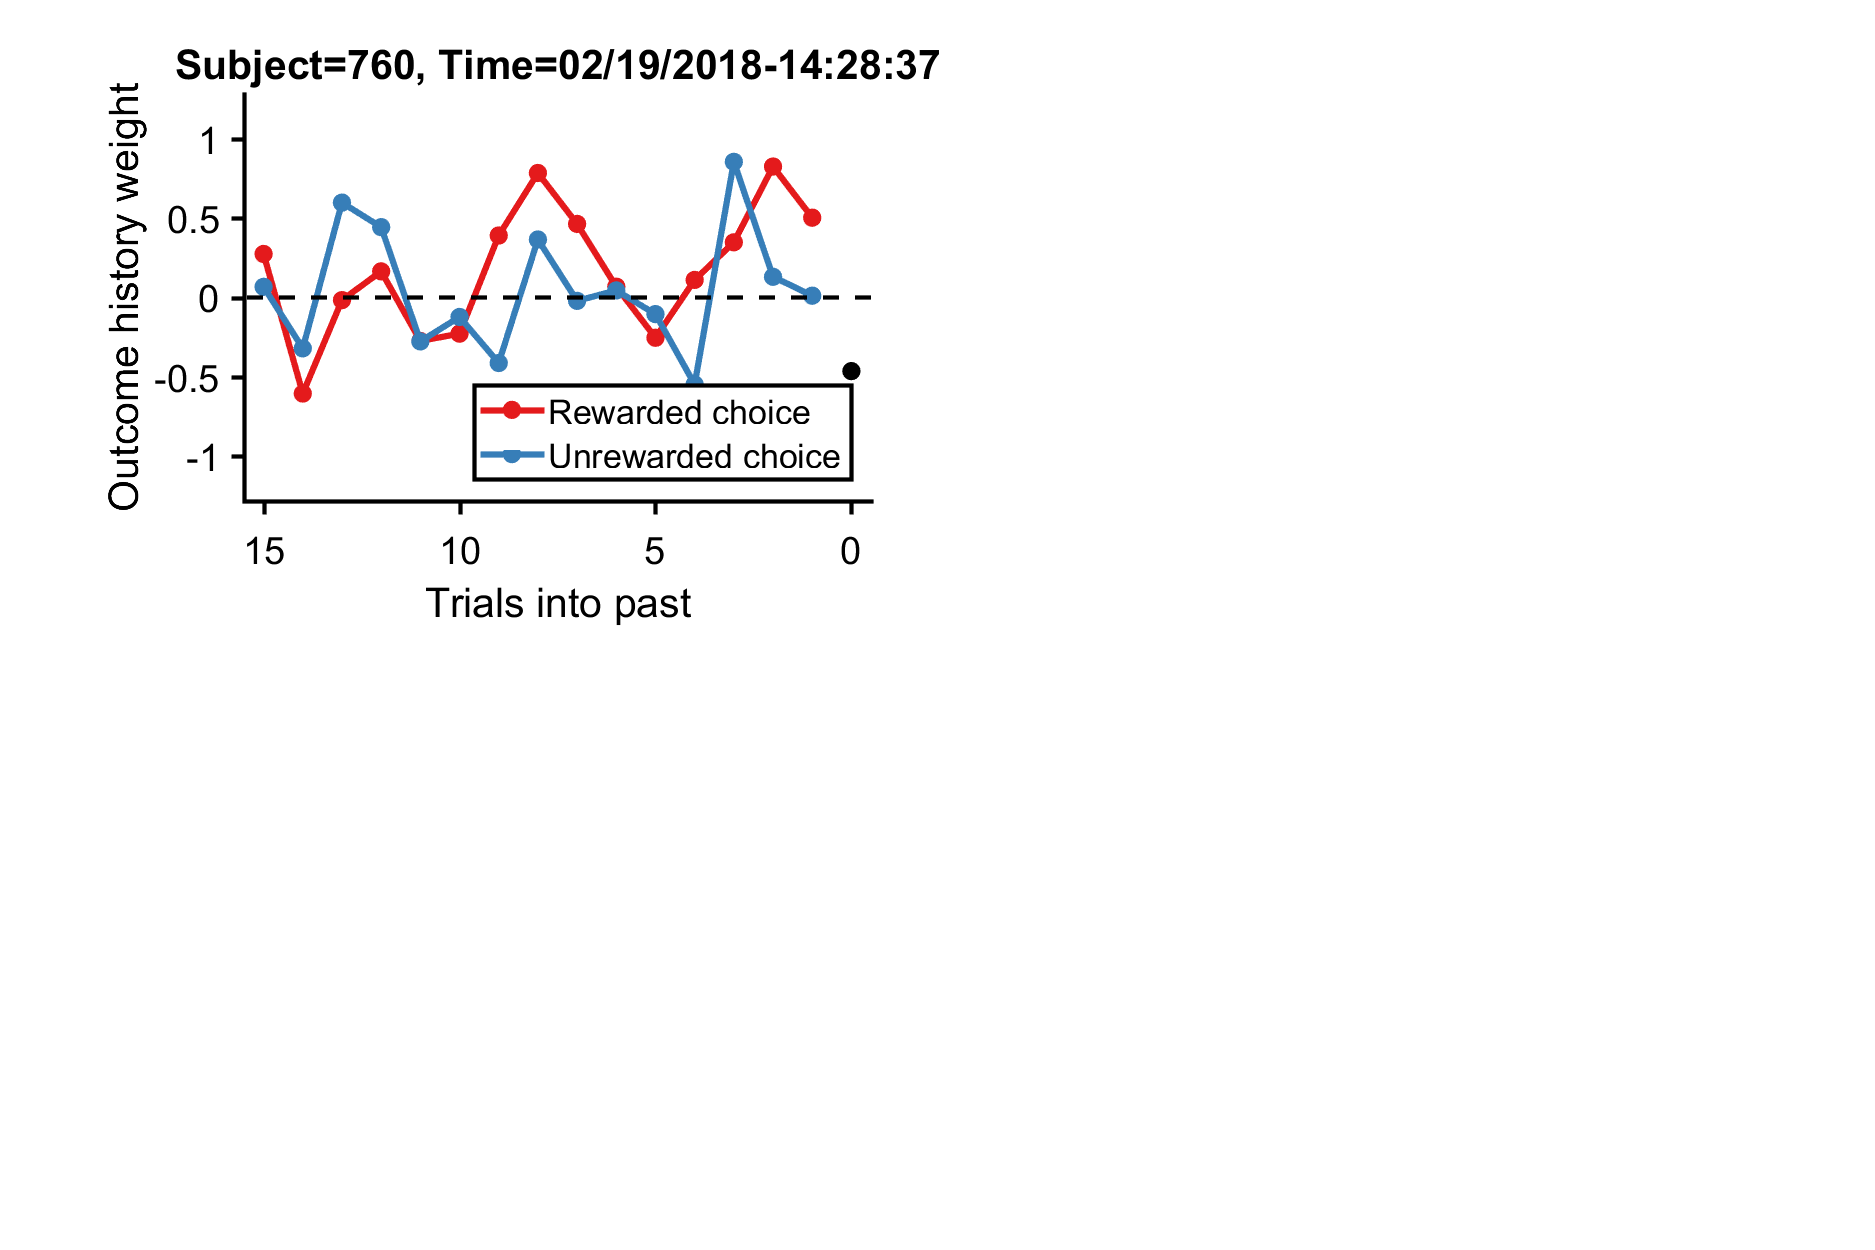 Subject=760, Time=02/19/2018-14:28:37
Outcome history weight
1
0.5
0
-0.5
-1
Rewarded choice
Unrewarded choice
15 10 5 0
Trials into past